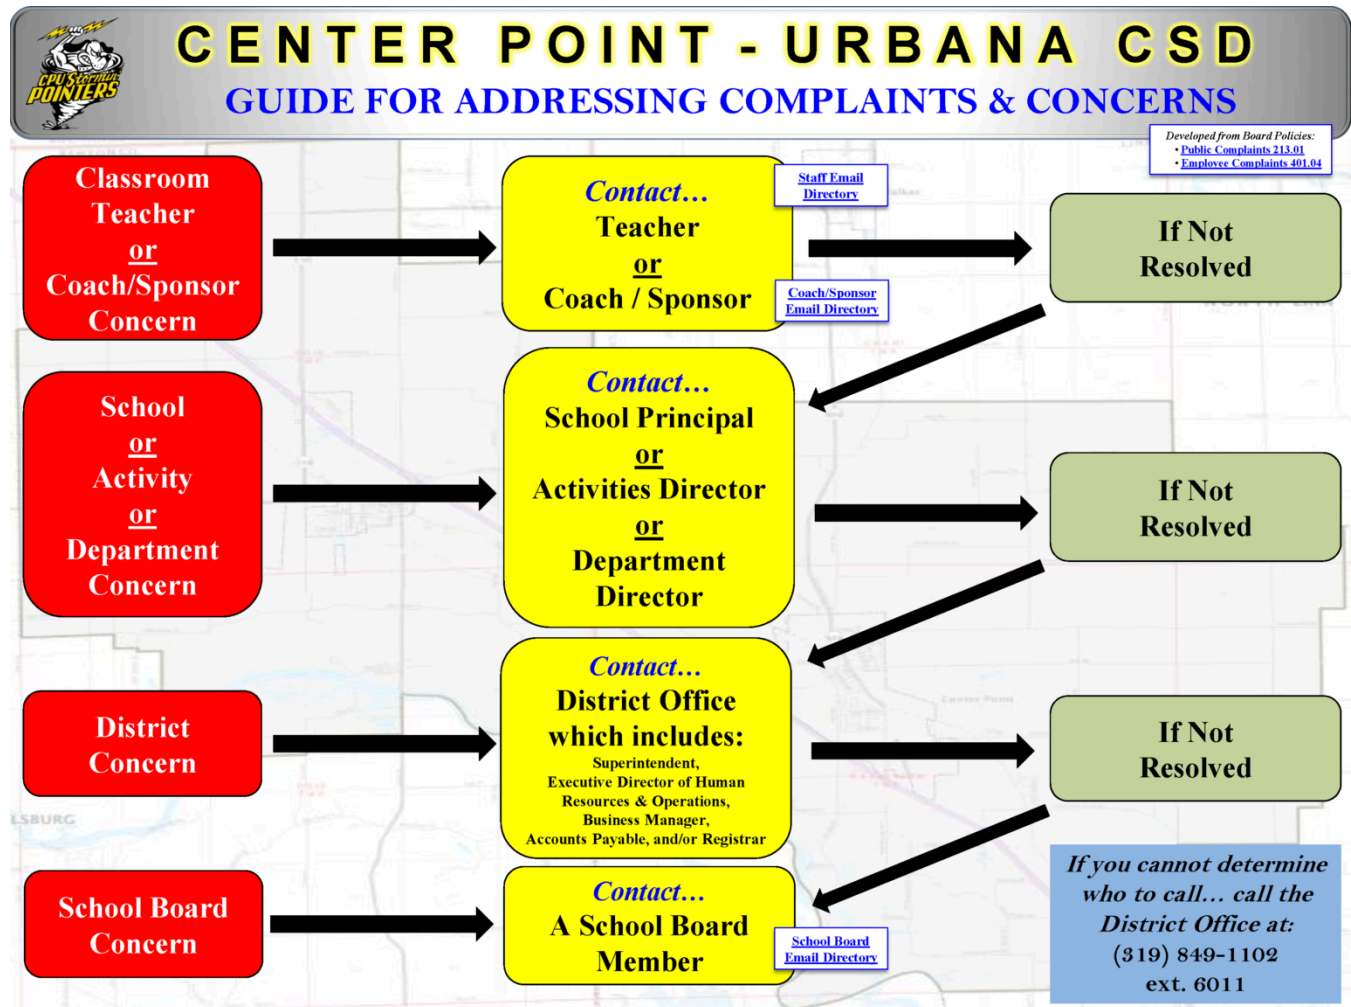 CENTER POINT - URBANA CSD
GUIDE FOR ADDRESSING COMPLAINTS & CONCERNS
CPU Stormin'
POINTERS
Developed from Board Policies:
• Public Complaints 213.01
• Employee Complaints 401.04
Classroom
Teacher
or
Coach/Sponsor
Concern
Contact…
Teacher
or
Coach / Sponsor
Staff Email
Directory
Coach/Sponsor
Email Directory
If Not
Resolved
School
or
Activity
or
Department
Concern
Contact…
School Principal
or
Activities Director
or
Department
Director
If Not
Resolved
District
Concern
Contact…
District Office
which includes:
Superintendent,
Executive Director of Human
Resources & Operations,
Business Manager,
Accounts Payable, and/or Registrar
If Not
Resolved
School Board
Concern
Contact…
A School Board
Member
School Board
Email Directory
If you cannot determine
who to call… call the
District Office at:
(319) 849-1102
ext. 6011
LSBURG
Center Point